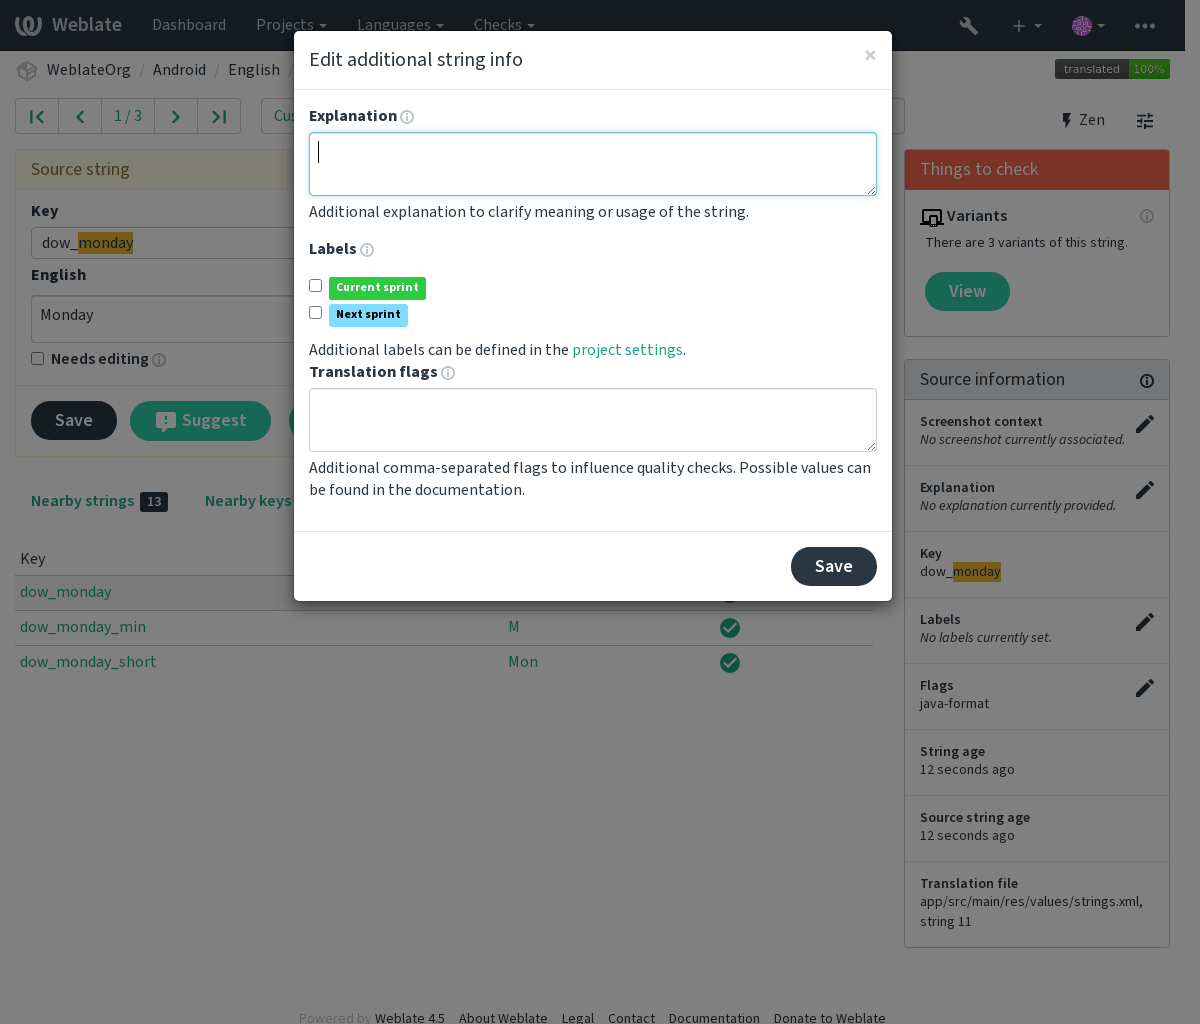 Weblate Dashboard Projects Languages Checks
WeblateOrg / Android / English /
translated 100%
1 / 3
Cus
Zen
Edit additional string info
×
Explanation
Additional explanation to clarify meaning or usage of the string.
Labels
Current sprint
Next sprint
Additional labels can be defined in the project settings.
Translation flags
Additional comma-separated flags to influence quality checks. Possible values can
be found in the documentation.
Save
Source string
Key
dow_monday
English
Monday
Needs editing
Save
Suggest
Nearby strings 13
Nearby keys
Key
dow_monday
dow_monday_min M
dow_monday_short Mon
Things to check
Variants
There are 3 variants of this string.
View
Source information
Screenshot context
No screenshot currently associated.
Explanation
No explanation currently provided.
Key
dow_monday
Labels
No labels currently set.
Flags
java-format
String age
12 seconds ago
Source string age
12 seconds ago
Translation file
app/src/main/res/values/strings.xml,
string 11
Powered by Weblate 4.5 About Weblate Legal Contact Documentation Donate to Weblate